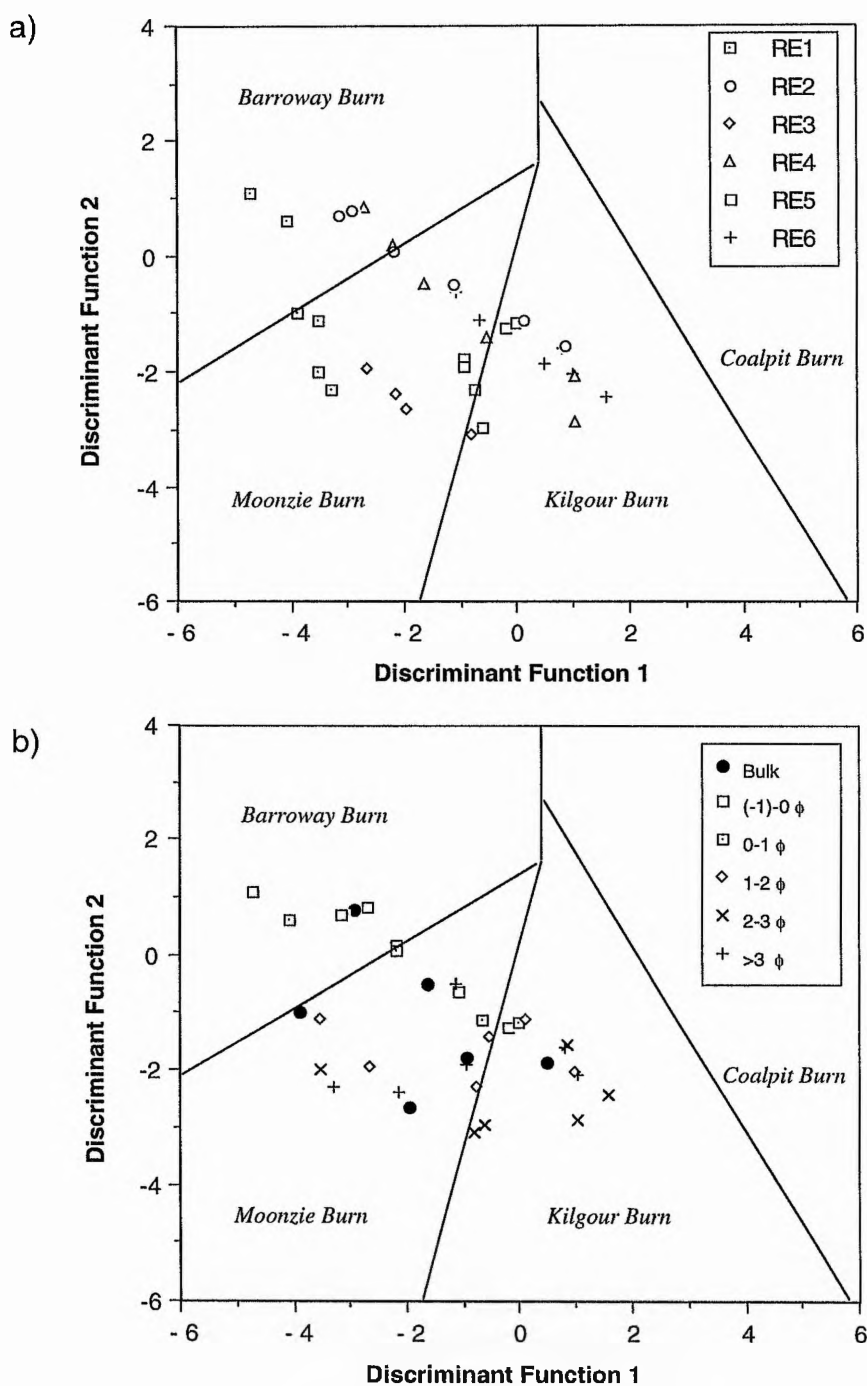 a)
4
2
0
-2
-4
-6
Discriminant Function 2
Barroway Burn
Moonzie Burn
Kilgour Burn
Coalpit Burn
RE1
RE2
RE3
RE4
RE5
RE6
- 6
- 4
- 2
0
2
4
6
Discriminant Function 1
b)
4
2
0
-2
-4
-6
Discriminant Function 2
Barroway Burn
Moonzie Burn
Kilgour Burn
Coalpit Burn
Bulk
(-1)-0 ϕ
0-1 ϕ
1-2 ϕ
2-3 ϕ
>3 ϕ
- 6
- 4
- 2
0
2
4
6
Discriminant Function 1